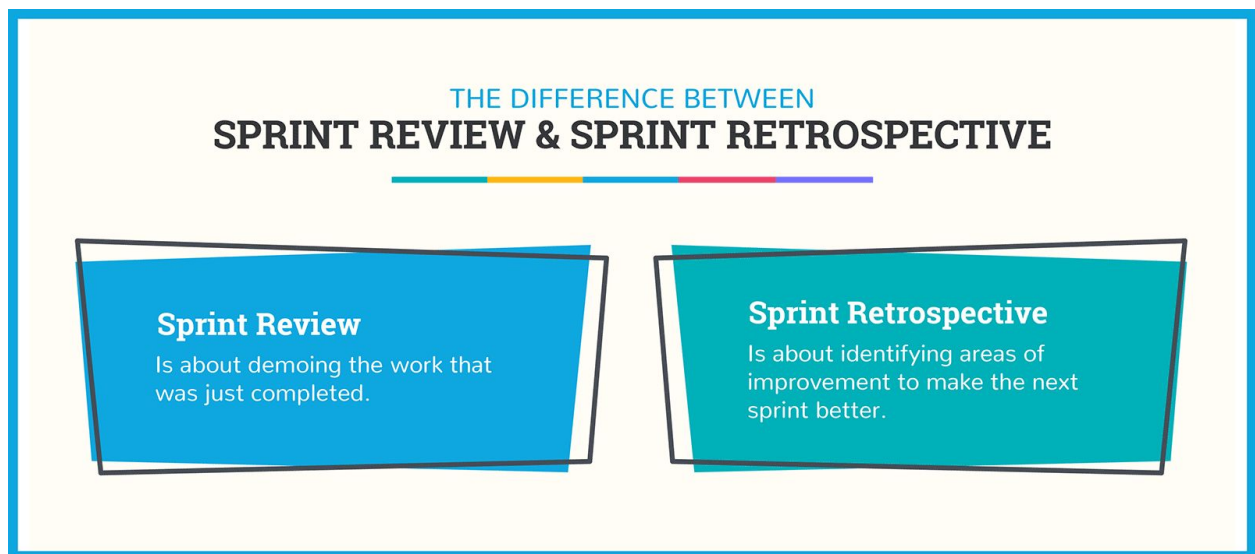 THE DIFFERENCE BETWEEN
SPRINT REVIEW & SPRINT RETROSPECTIVE
Sprint Review
Is about demoing the work that
was just completed.
Sprint Retrospective
Is about identifying areas of
improvement to make the next
sprint better.